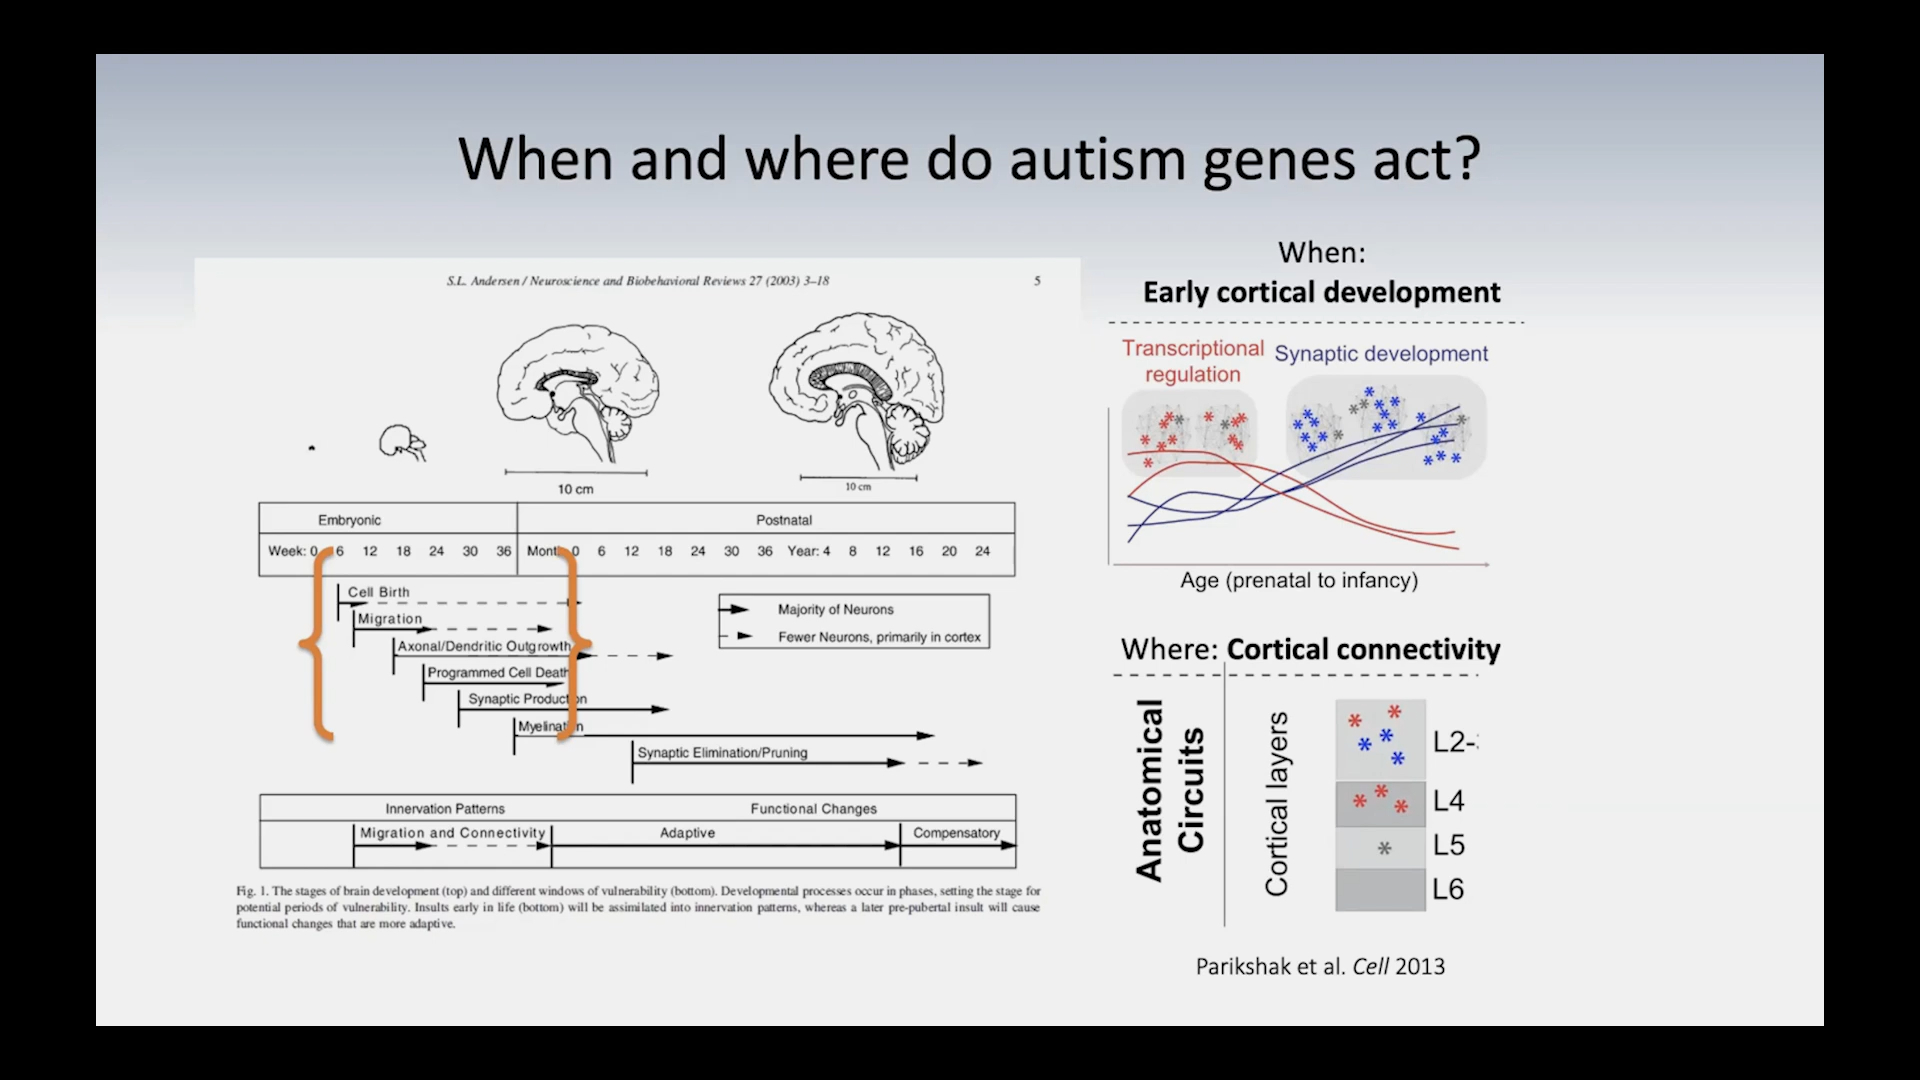 When and where do autism genes act?
S.L. Andersen / Neuroscience and Biobehavioral Reviews 27 (2003) 3–18
5
10 cm
10 cm
Embryonic
Postnatal
Week: 0 6 12 18 24 30 36 Month 0 6 12 18 24 30 36 Year: 4 8 12 16 20 24
Cell Birth
Migration
Axonal/Dendritic Outgrowth
Programmed Cell Death
Synaptic Production
Myelination
Synaptic Elimination/Pruning
Majority of Neurons
Fewer Neurons, primarily in cortex
Innervation Patterns
Functional Changes
Migration and Connectivity
Adaptive
Compensatory
Fig. 1. The stages of brain development (top) and different windows of vulnerability (bottom). Developmental processes occur in phases, setting the stage for
potential periods of vulnerability. Insults early in life (bottom) will be assimilated into innervation patterns, whereas a later pre-pubertal insult will cause
functional changes that are more adaptive.
When:
Early cortical development
Transcriptional
regulation
Synaptic development
Age (prenatal to infancy)
Where: Cortical connectivity
Anatomical
Circuits
Cortical layers
L2-
L4
L5
L6
Parikshak et al. Cell 2013